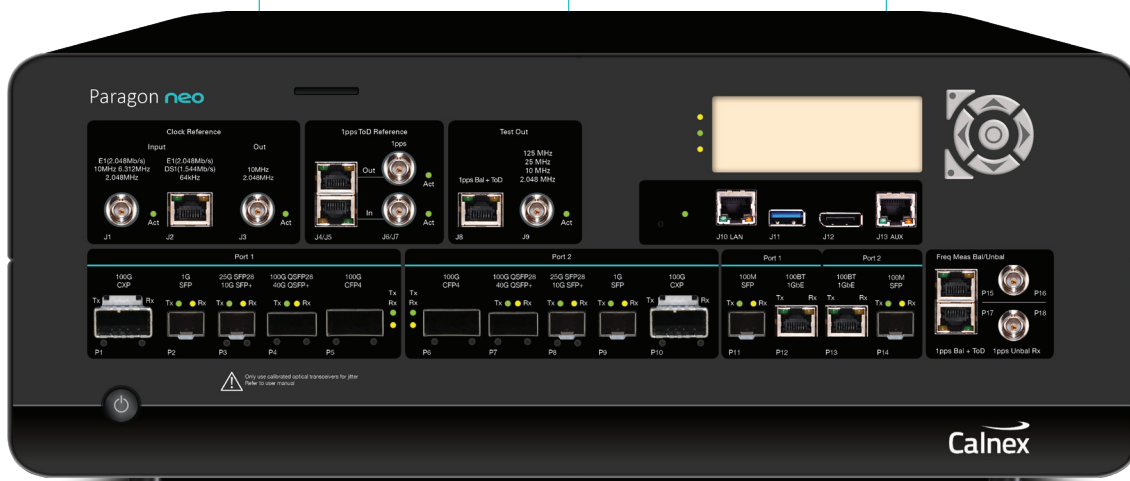 Paragon neo
Clock Reference
Input
Out
E1(2.048Mb/s)
10MHz 6.312MHz
2.048MHz
E1(2.048Mb/s)
DS1(1.544Mb/s)
64kHz
10MHz
2.048MHz
Act
Act
J1
J2
J3
1ppsToD Reference
1pps
Out
Act
In
Act
J4/J5
J6/J7
Test Out
125 MHz
25 MHz
10 MHz
2.048 MHz
1pps Bal + ToD
Act
J8
J9
J10 LAN
J11
J12
J13 AUX
Port 1
100G
CXP
1G
SFP
25G SFP28
10G SFP+
100G QSFP28
40G QSFP+
100G
CFP4
Tx
Rx
Tx
Rx
Tx
Rx
Tx
Rx
Tx
Rx
P1
P2
P3
P4
P5
Port 2
100G
CFP4
100G QSFP28
40G QSFP+
25G SFP28
10G SFP+
1G
SFP
100G
CXP
Tx
Rx
Tx
Rx
Tx
Rx
Tx
Rx
Tx
Rx
P6
P7
P8
P9
P10
Port 1
Port 2
100M
SFP
100BT
1GbE
100BT
1GbE
100M
SFP
Tx
Rx
Tx
Rx
Tx
Rx
Tx
Rx
P11
P12
P13
P14
Freq Meas Bal/Unbal
P15
P16
P17
P18
1pps Bal + ToD
1pps Unbal Rx
Only use calibrated optical transceivers for jitter
Refer to user manual
Calnex